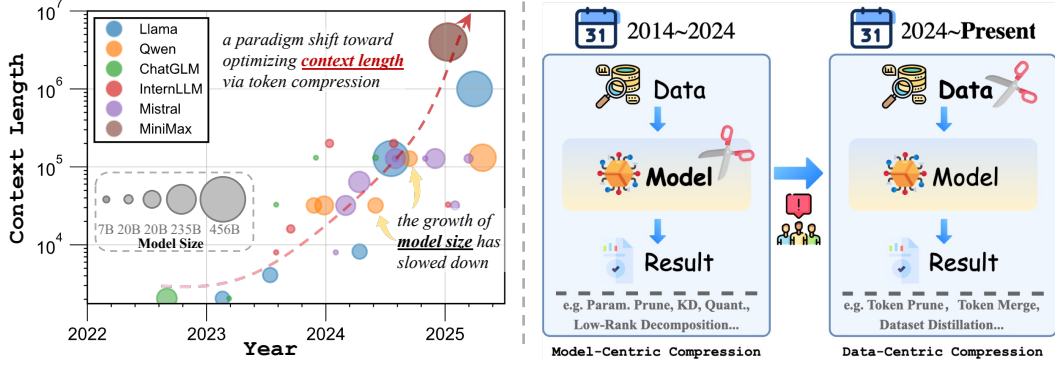 Context Length
10^7
10^6
10^5
10^4
Llama
Qwen
ChatGLM
InternLLM
Mistral
MiniMax
a paradigm shift toward
optimizing context length
via token compression
7B 20B 20B 235B 456B
Model Size
the growth of
model size has
slowed down
2022 2023 2024 2025
Year
31 2014~2024
Data
Model
Result
e.g. Param. Prune, KD, Quant.,
Low-Rank Decomposition...
Model-Centric Compression
!
31 2024~Present
Data
Model
Result
e.g. Token Prune, Token Merge,
Dataset Distillation...
Data-Centric Compression